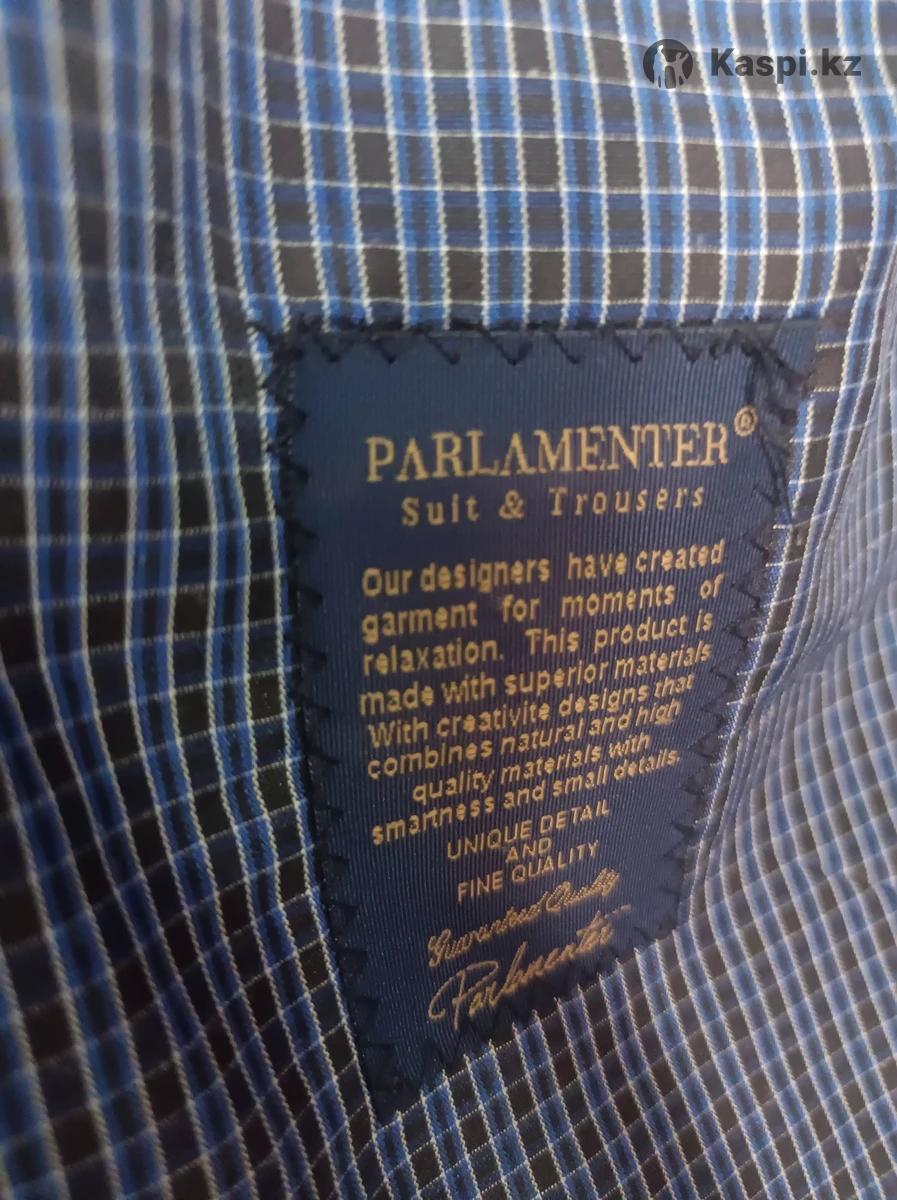 Kaspi.kz
PARLAMENTER®
Suit & Trousers
Our designers have created
garment for moments of
relaxation. This product is
made with superior materials
With creativite designs that
combines natural and high
quality materials with
smartness and small details.
UNIQUE DETAIL
AND
FINE QUALITY
Guaranteed Quality
Parlamenter